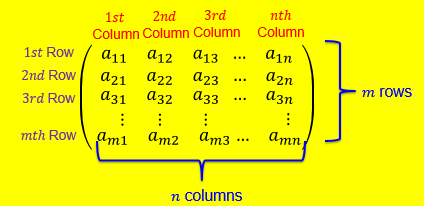 1st 2nd 3rd nth
Column Column Column Column
1st Row a11 a12 a13 ... a1n
2nd Row a21 a22 a23 ... a2n
3rd Row a31 a32 a33 ... a3n
⋮ ⋮ ⋮ ⋮
mth Row am1 am2 am3 ... amn
m rows
n columns